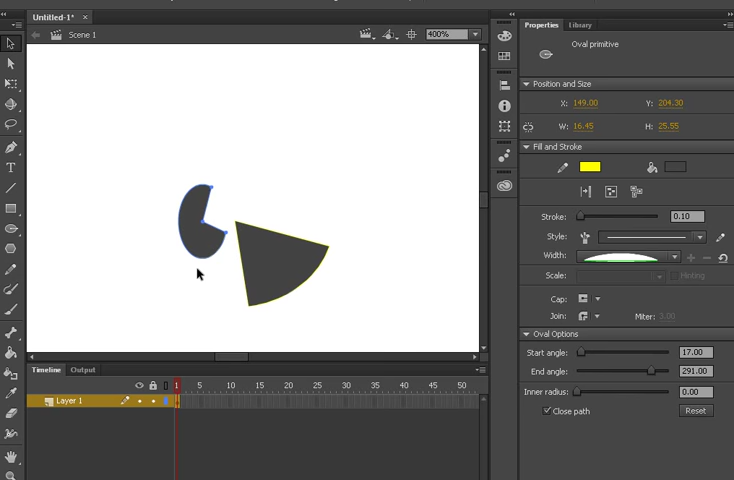 Untitled-1* ×
Properties
Library
Scene 1
400%
Oval primitive
Position and Size
X: 149.00
Y: 204.30
W: 16.45
H: 25.55
Fill and Stroke
Stroke:
0.10
Style:
Width:
Scale:
Hinting
Cap:
Join:
Miter: 3.00
Oval Options
Start angle:
17.00
End angle:
291.00
Inner radius:
0.00
Close path
Reset
Timeline
Output
1 5 10 15 20 25 30 35 40 45 50
Layer 1